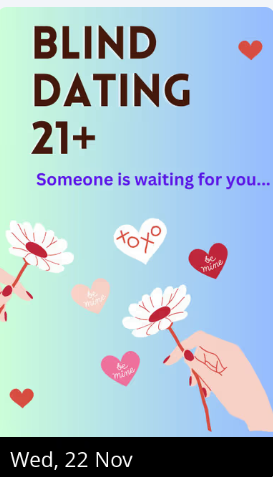 BLIND
DATING
21+
Someone is waiting for you...
XOXO
be
mine
be
mine
be
mine
Wed, 22 Nov